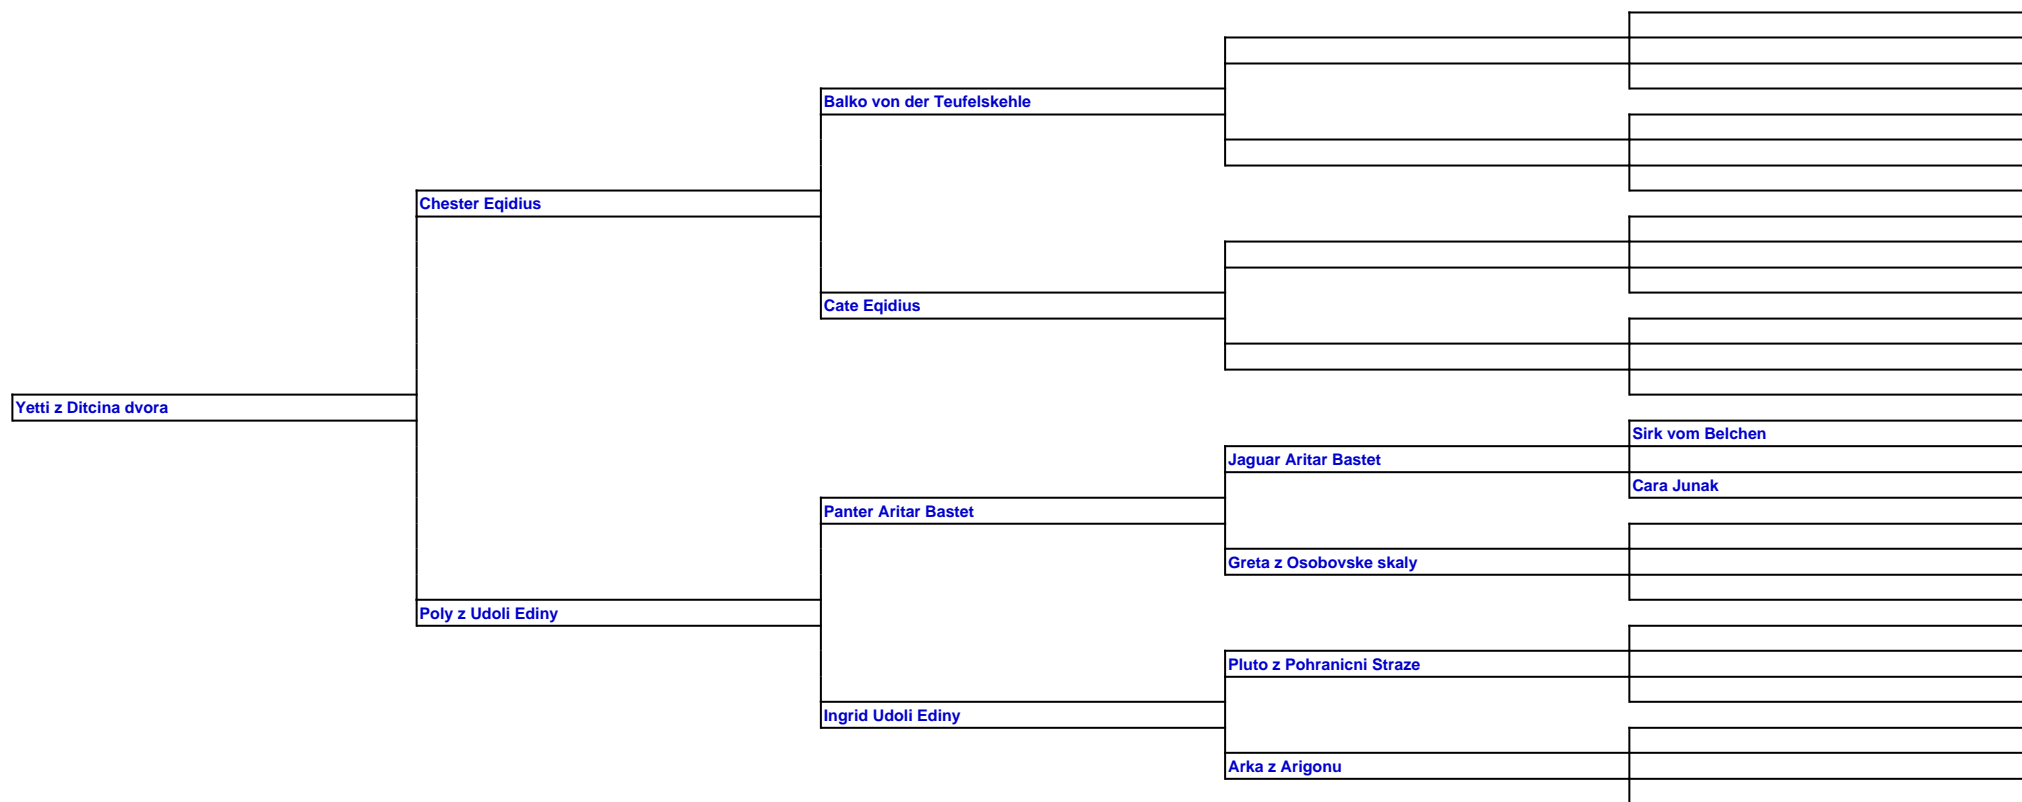 Balko von der Teufelskehle
Chester Eqidius
Cate Eqidius
Yetti z Ditcina dvora
Sirk vom Belchen
Jaguar Aritar Bastet
Cara Junak
Panter Aritar Bastet
Greta z Osobovske skaly
Poly z Udoli Ediny
Pluto z Pohranicni Straze
Ingrid Udoli Ediny
Arka z Arigonu